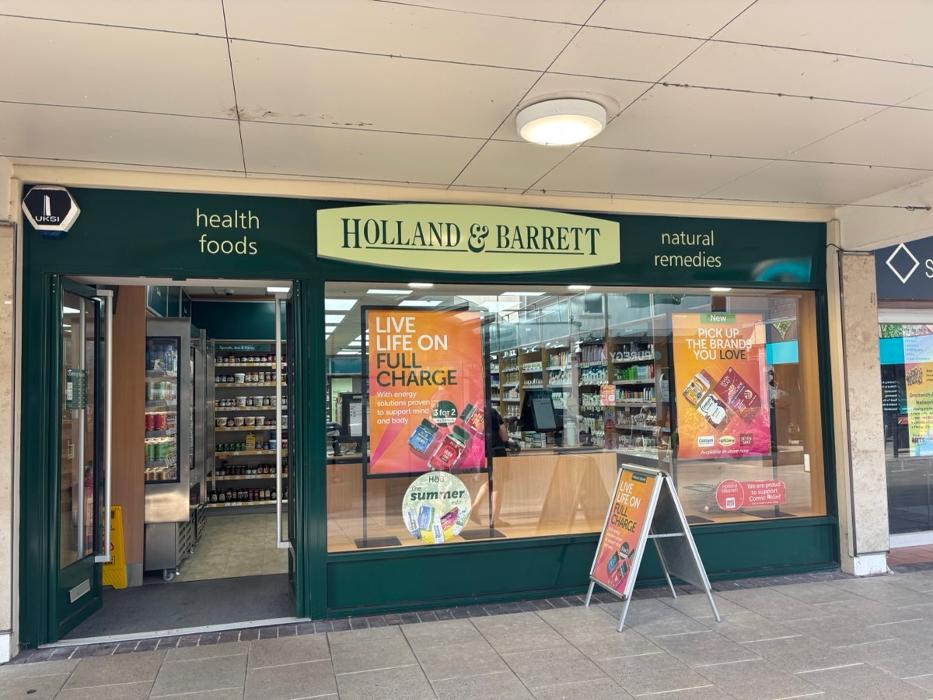 UKSI
health
foods
HOLLAND & BARRETT
natural
remedies
LIVE
LIFE ON
FULL
CHARGE
With energy
solutions proven
to support mind
and body
3 for 2
H&B
summer
New
PICK UP
THE BRANDS
YOU LOVE
We are proud
to support
Comic Relief
LIVE
LIFE ON
FULL
CHARGE
S